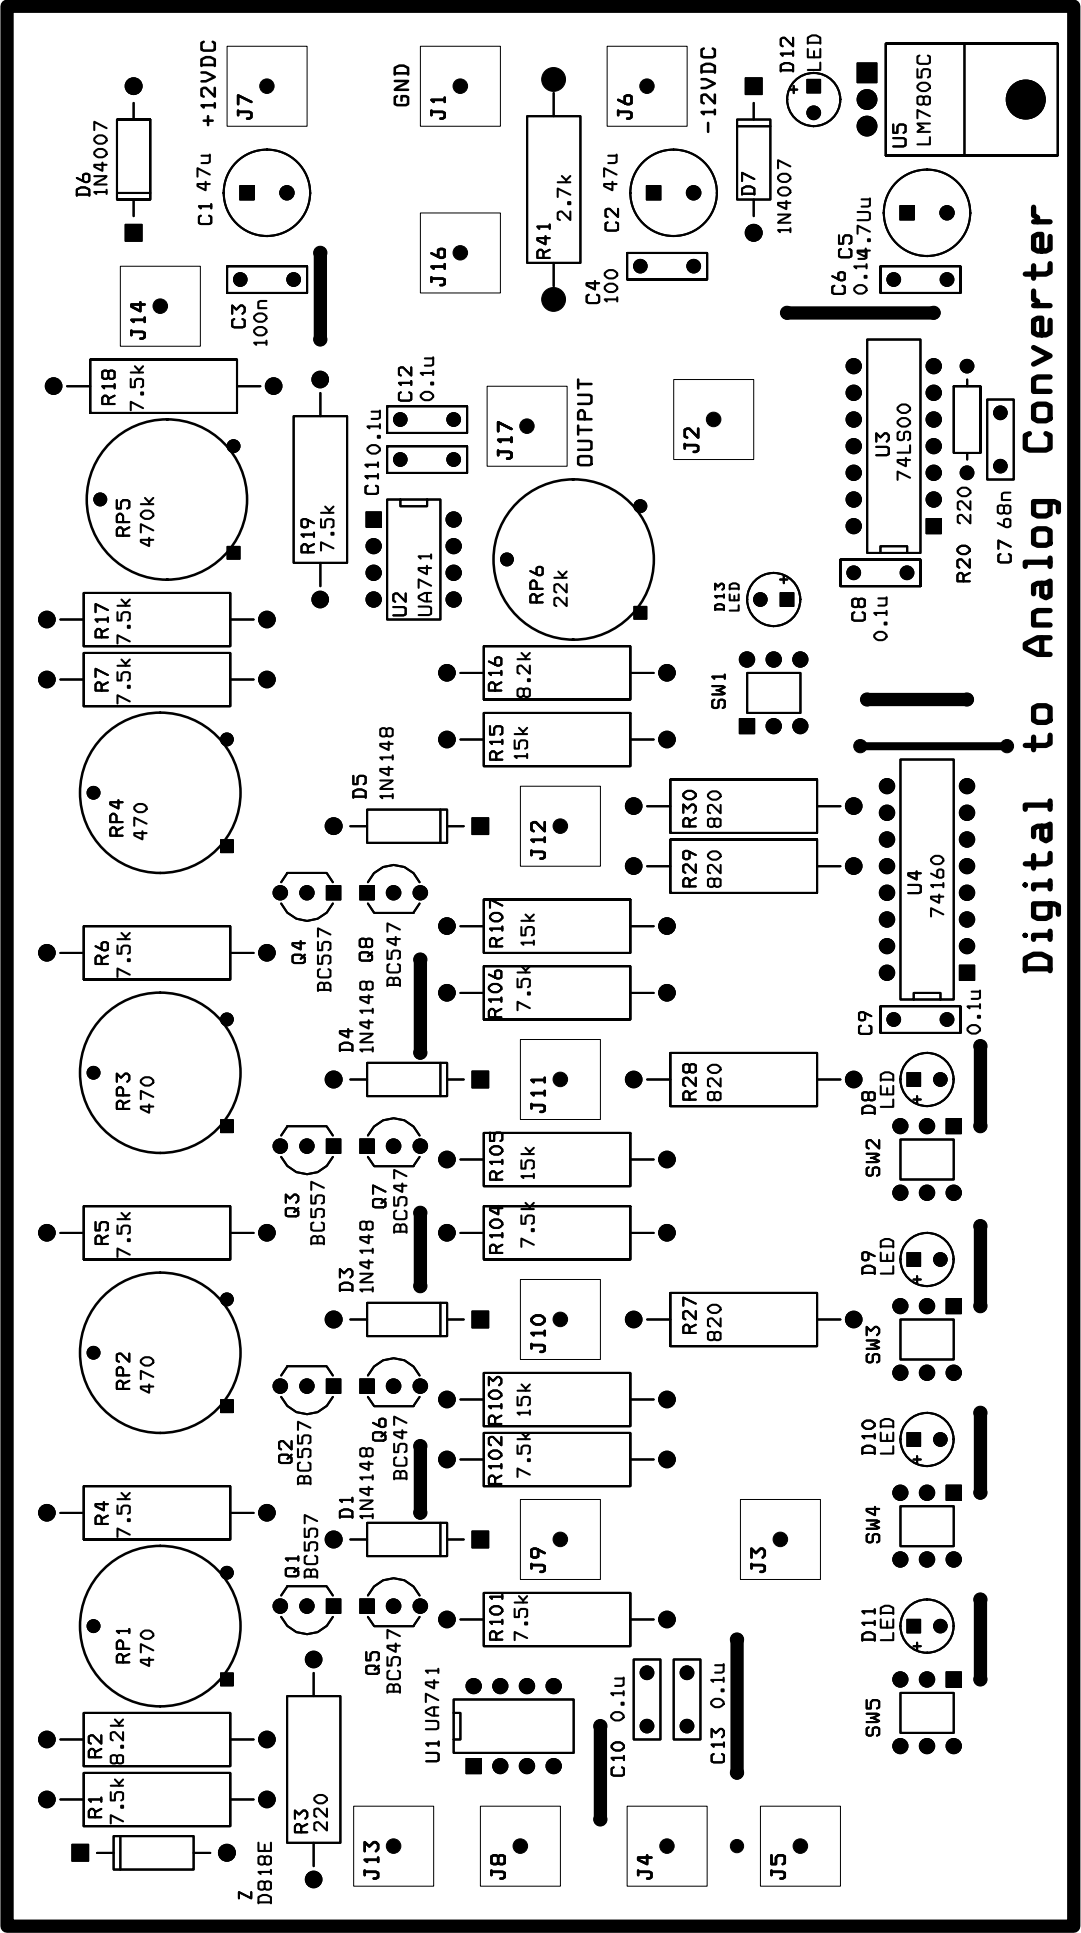 Digital to Analog Converter
D6
1N4007
+12VDC
J7
C1 47u
GND
J1
J16
R41
2.7k
J6
-12VDC
C2 47u
C4
100
D7
1N4007
D12
LED
+
U5
LM7805C
C5
4.7Uu
C6
0.1u
J14
C3
100n
R18
7.5k
RP5
470k
R19
7.5k
C12
0.1u
C11
0.1u
U2
UA741
J17
OUTPUT
J2
RP6
22k
U3
74LS00
R20 220
C7 68n
C8
0.1u
D13
LED
+
SW1
R17
7.5k
R7
7.5k
R16
8.2k
R15
15k
RP4
470
D5
1N4148
J12
R30
820
R29
820
U4
74160
C9
0.1u
Q4
BC557
Q8
BC547
R107
15k
R106
7.5k
R6
7.5k
RP3
470
D4
1N4148
J11
R28
820
D8
LED
+
SW2
Q3
BC557
Q7
BC547
R105
15k
R104
7.5k
R5
7.5k
RP2
470
D3
1N4148
J10
R27
820
D9
LED
+
SW3
Q2
BC557
Q6
BC547
R103
15k
R102
7.5k
R4
7.5k
D1
1N4148
J9
J3
D10
LED
+
SW4
Q1
BC557
Q5
BC547
R101
7.5k
RP1
470
D11
LED
+
SW5
U1 UA741
C10 0.1u
C13 0.1u
R2
8.2k
R1
7.5k
R3
220
Z
D818E
J13
J8
J4
J5